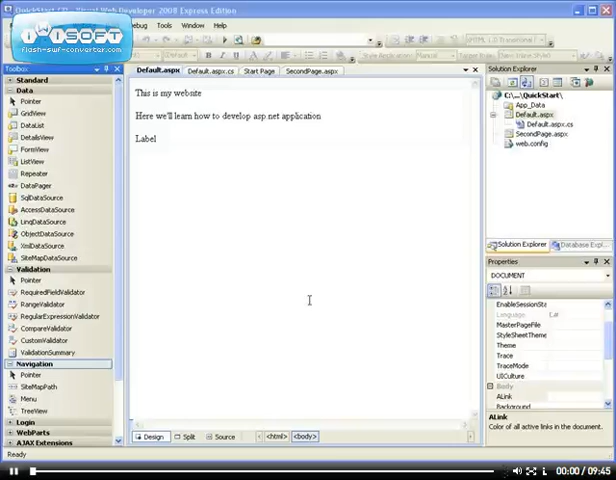 QuickStart
Visual Web Developer 2008 Express Edition
iWiSOFT
flash-swf-converter.com
Debug Tools Window Help
Toolbox
Standard
Data
Pointer
GridView
DataList
DetailsView
FormView
ListView
Repeater
DataPager
SqlDataSource
AccessDataSource
LinqDataSource
ObjectDataSource
XmlDataSource
SiteMapDataSource
Validation
Pointer
RequiredFieldValidator
RangeValidator
RegularExpressionValidator
CompareValidator
CustomValidator
ValidationSummary
Navigation
Pointer
SiteMapPath
Menu
TreeView
Login
WebParts
AJAX Extensions
Default.aspx Default.aspx.cs Start Page SecondPage.aspx
This is my website
Here we'll learn how to develop asp.net application
Label
Design Split Source <html> <body>
Solution Explorer
C:\...\QuickStart\
App_Data
Default.aspx
Default.aspx.cs
SecondPage.aspx
web.config
Solution Explorer Database Expl
Properties
DOCUMENT
EnableSessionSta
Language C#
MasterPageFile
StyleSheetTheme
Theme
Trace
TraceMode
UICulture
Body
ALink
Background
ALink
Color of all active links in the document.
Ready
00:00 / 09:45